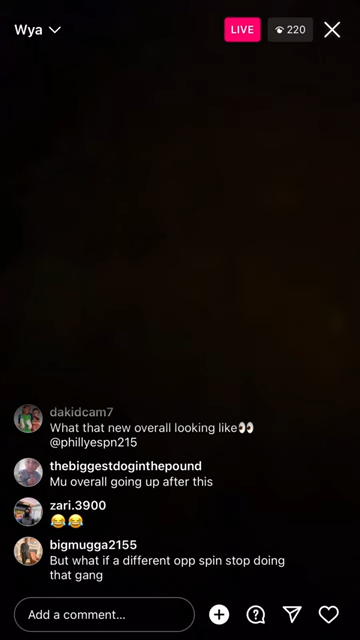 Wya
LIVE
220
dakidcam7
What that new overall looking like👀
@phillyespn215
thebiggestdoginthepound
Mu overall going up after this
zari.3900
😂😂
bigmugga2155
But what if a different opp spin stop doing
that gang
Add a comment...